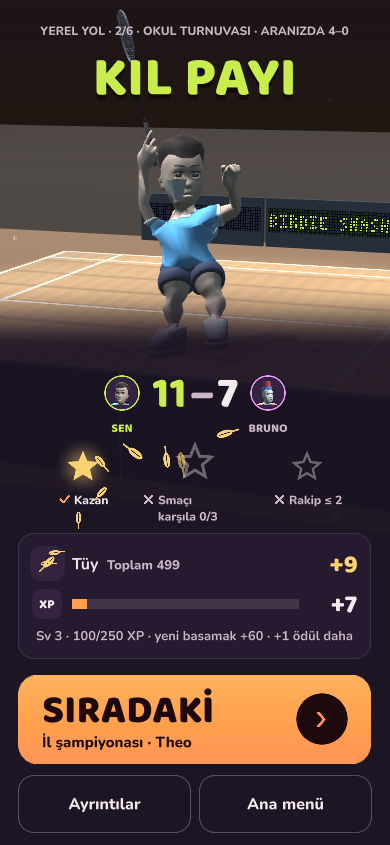 YEREL YOL · 2/6 · OKUL TURNUVASI · ARANIZDA 4–0
KIL PAYI
BIRDIE SMASH
11–7
SEN
BRUNO
Kazan
Smaçı
karşıla 0/3
Rakip ≤ 2
Tüy Toplam 499 +9
XP +7
Sv 3 · 100/250 XP · yeni basamak +60 · +1 ödül daha
SIRADAKİ
İl şampiyonası · Theo
Ayrıntılar
Ana menü